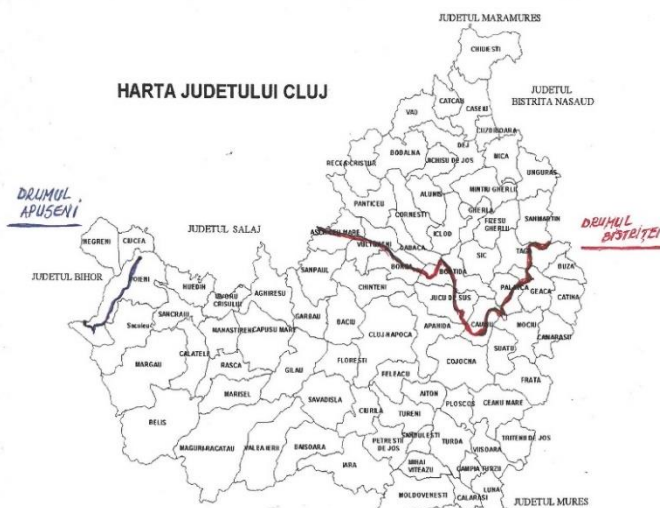 JUDETUL MARAMURES
CHIUESTI
HARTA JUDETULUI CLUJ
JUDETUL
BISTRITA NASAUD
CATCAU
CASEIU
VAD
CUZDRIOARA
DEJ
BOBALNA
JICHISU DE JOS
MICA
RECEA-CRISTUR
UNGURAS
MINTIU GHERLII
ALUNIS
PANTICEU
GHERLA
CORNESTI
FIZESU
GHERLII
SANMARTIN
DRUMUL
APUSENI
DRUMUL
BISTRIȚEI
JUDETUL SALAJ
ASCHILEU MARE
ICLOD
NEGRENI
CIUCEA
VULTURENI
DABACA
SIC
TAGA
JUDETUL BIHOR
POIENI
SANPAUL
BORSA
BONTIDA
BUZA
HUEDIN
AGHIRESU
CHINTENI
PALATCA
GEACA
CATINA
IZVORU
CRISULUI
JUCU DE SUS
SANCRAIU
GARBAU
BACIU
CAIANU
MOCIU
CAMARASU
MANASTIRENI
CAPUSU MARE
CLUJ-NAPOCA
APAHIDA
SUATU
MARGAU
CALATELE
RASCA
GILAU
FLORESTI
COJOCNA
FELEACU
FRATA
MARISEL
AITON
PLOSCOS
CEANU MARE
BELIS
SAVADISLA
CIURILA
TURENI
MAGURI-RACATAU
VALEA IERII
BAISOARA
PETRESTII
DE JOS
TURDA
TRITENII DE JOS
VIISOARA
IARA
MIHAI
VITEAZU
CAMPIA TURZII
MOLDOVENESTI
CALARASI
LUNA
JUDETUL MURES